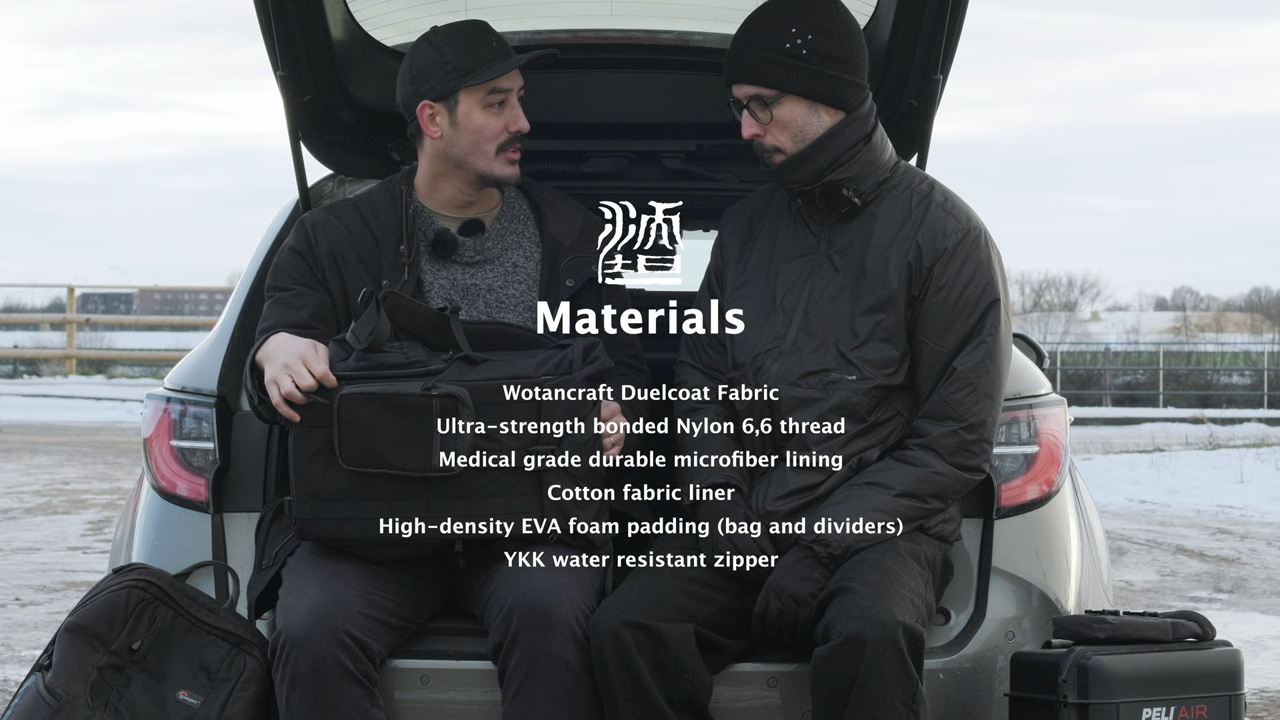 Materials
Wotancraft Duelcoat Fabric
Ultra-strength bonded Nylon 6,6 thread
Medical grade durable microfiber lining
Cotton fabric liner
High-density EVA foam padding (bag and dividers)
YKK water resistant zipper
PELI AIR